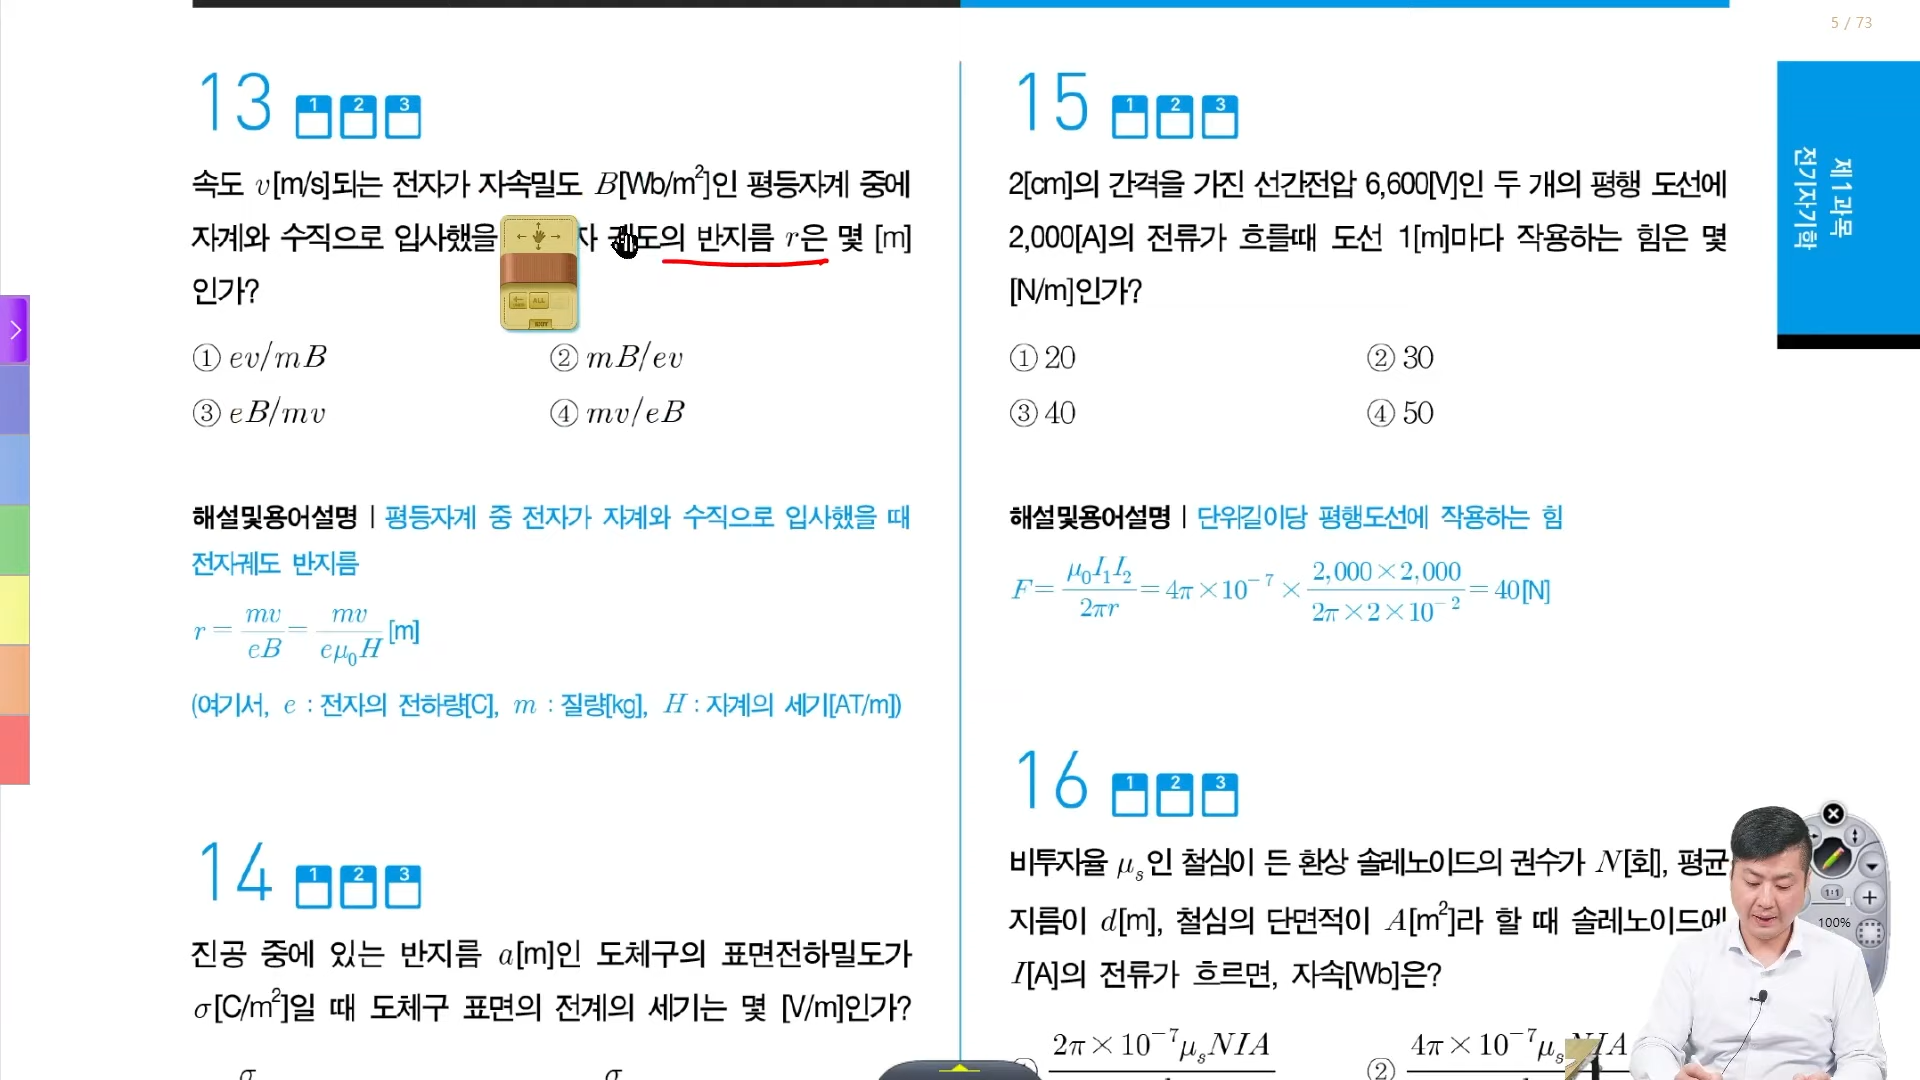 5 / 73
13 1 2 3
속도 v[m/s]되는 전자가 자속밀도 B[Wb/m²]인 평등자계 중에
자계와 수직으로 입사했을 자 궤도의 반지름 r은 몇 [m]
인가?
① ev/mB ② mB/ev
③ eB/mv ④ mv/eB
해설및용어설명 | 평등자계 중 전자가 자계와 수직으로 입사했을 때
전자궤도 반지름
r = mv/eB = mv/eμ₀H [m]
(여기서, e : 전자의 전하량[C], m : 질량[kg], H : 자계의 세기[AT/m])
14 1 2 3
진공 중에 있는 반지름 a[m]인 도체구의 표면전하밀도가
σ[C/m²]일 때 도체구 표면의 전계의 세기는 몇 [V/m]인가?
σ σ
15 1 2 3
2[cm]의 간격을 가진 선간전압 6,600[V]인 두 개의 평행 도선에
2,000[A]의 전류가 흐를때 도선 1[m]마다 작용하는 힘은 몇
[N/m]인가?
① 20 ② 30
③ 40 ④ 50
해설및용어설명 | 단위길이당 평행도선에 작용하는 힘
F = μ₀I₁I₂/2πr = 4π×10⁻⁷ × 2,000×2,000/2π×2×10⁻² = 40[N]
16 1 2 3
비투자율 μₛ인 철심이 든 환상 솔레노이드의 권수가 N[회], 평균
지름이 d[m], 철심의 단면적이 A[m²]라 할 때 솔레노이드에
I[A]의 전류가 흐르면, 자속[Wb]은?
① 2π×10⁻⁷μₛNIA ② 4π×10⁻⁷μₛNIA
제1과목
전기자기학
ALL
EXIT
1:1
100%